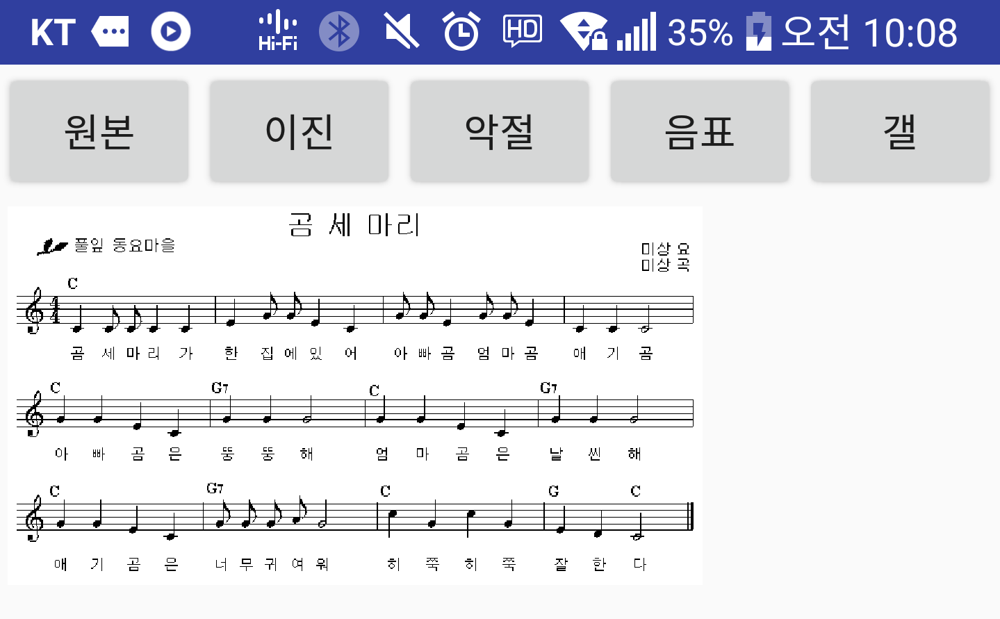 KT Hi-Fi HD 35% 오전 10:08
원본 이진 악절 음표 갤
곰 세 마리
풀잎 동요마을
미상 요
미상 곡
C
4
4
곰 세 마 리 가 한 집 에 있 어 아 빠 곰 엄 마 곰 애 기 곰
C G7 C G7
아 빠 곰 은 뚱 뚱 해 엄 마 곰 은 날 씬 해
C G7 C G C
애 기 곰 은 너 무 귀 여 워 히 쭉 히 쭉 잘 한 다